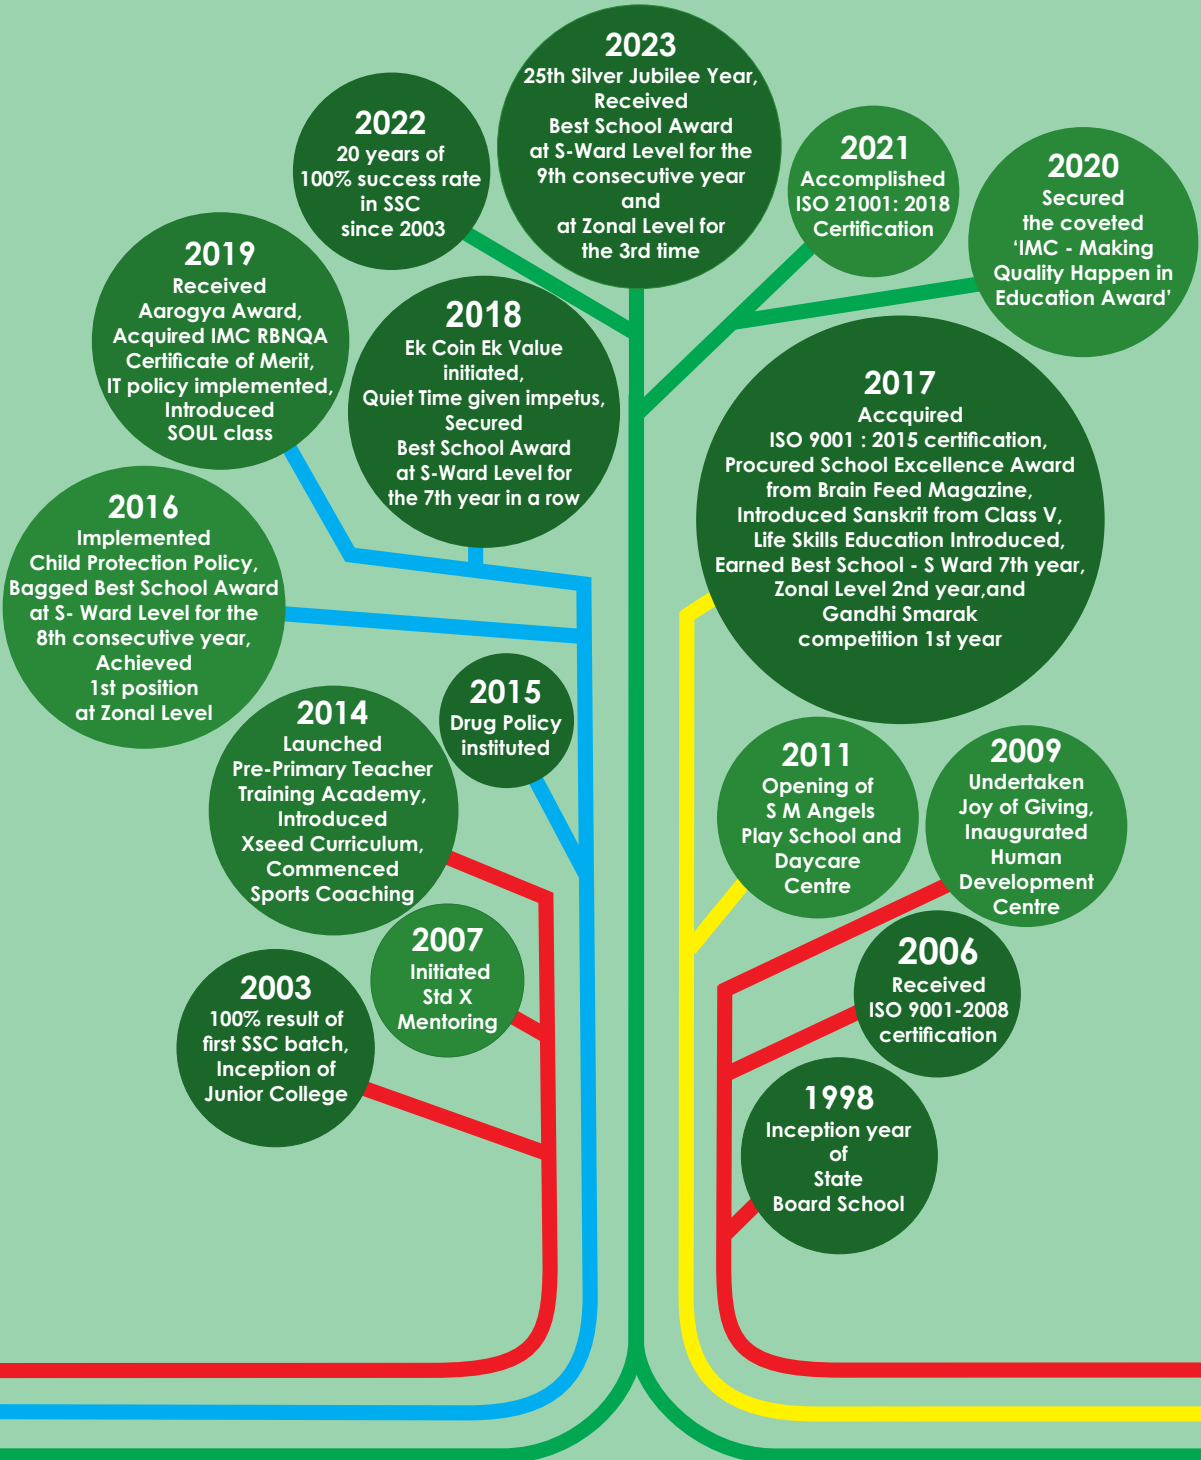 2023
25th Silver Jubilee Year,
Received
Best School Award
at S-Ward Level for the
9th consecutive year
and
at Zonal Level for
the 3rd time
2022
20 years of
100% success rate
in SSC
since 2003
2021
Accomplished
ISO 21001: 2018
Certification
2020
Secured
the coveted
‘IMC - Making
Quality Happen in
Education Award’
2019
Received
Aarogya Award,
Acquired IMC RBNQA
Certificate of Merit,
IT policy implemented,
Introduced
SOUL class
2018
Ek Coin Ek Value
initiated,
Quiet Time given impetus,
Secured
Best School Award
at S-Ward Level for
the 7th year in a row
2017
Accquired
ISO 9001 : 2015 certification,
Procured School Excellence Award
from Brain Feed Magazine,
Introduced Sanskrit from Class V,
Life Skills Education Introduced,
Earned Best School - S Ward 7th year,
Zonal Level 2nd year,and
Gandhi Smarak
competition 1st year
2016
Implemented
Child Protection Policy,
Bagged Best School Award
at S- Ward Level for the
8th consecutive year,
Achieved
1st position
at Zonal Level
2015
Drug Policy
instituted
2014
Launched
Pre-Primary Teacher
Training Academy,
Introduced
Xseed Curriculum,
Commenced
Sports Coaching
2011
Opening of
S M Angels
Play School and
Daycare
Centre
2009
Undertaken
Joy of Giving,
Inaugurated
Human
Development
Centre
2007
Initiated
Std X
Mentoring
2006
Received
ISO 9001-2008
certification
2003
100% result of
first SSC batch,
Inception of
Junior College
1998
Inception year
of
State
Board School